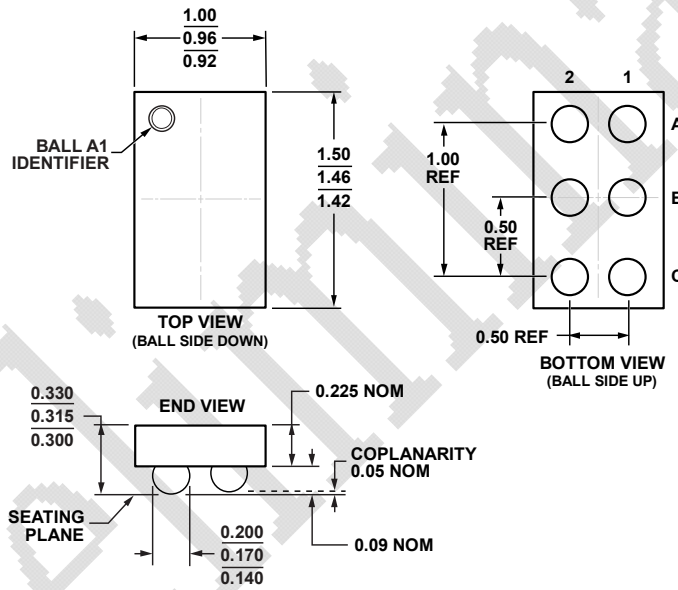 1.00
0.96
0.92
BALL A1
IDENTIFIER
1.50
1.46
1.42
TOP VIEW
(BALL SIDE DOWN)
2 1
A
B
C
1.00
REF
0.50
REF
0.50 REF
BOTTOM VIEW
(BALL SIDE UP)
0.330
0.315
0.300
END VIEW
0.225 NOM
COPLANARITY
0.05 NOM
SEATING
PLANE
0.200
0.170
0.140
0.09 NOM